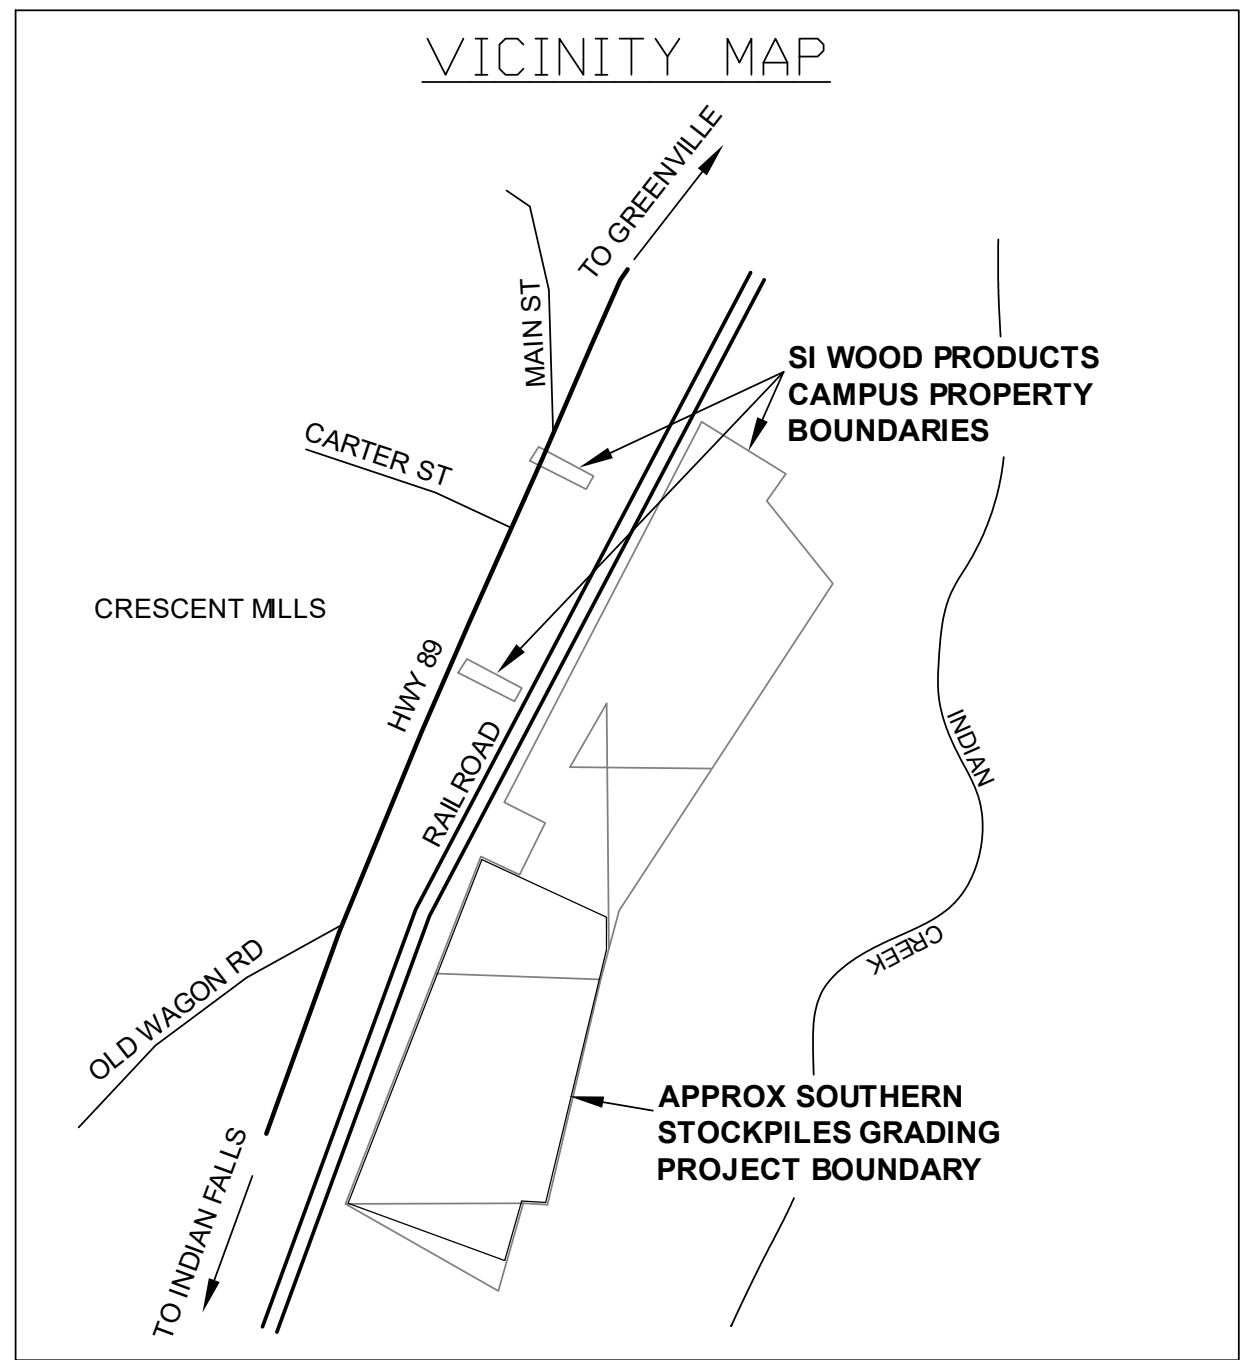 VICINITY MAP
TO GREENVILLE
MAIN ST
SI WOOD PRODUCTS
CAMPUS PROPERTY
BOUNDARIES
CARTER ST
CRESCENT MILLS
HWY 89
RAILROAD
INDIAN
CREEK
OLD WAGON RD
APPROX SOUTHERN
STOCKPILES GRADING
PROJECT BOUNDARY
TO INDIAN FALLS